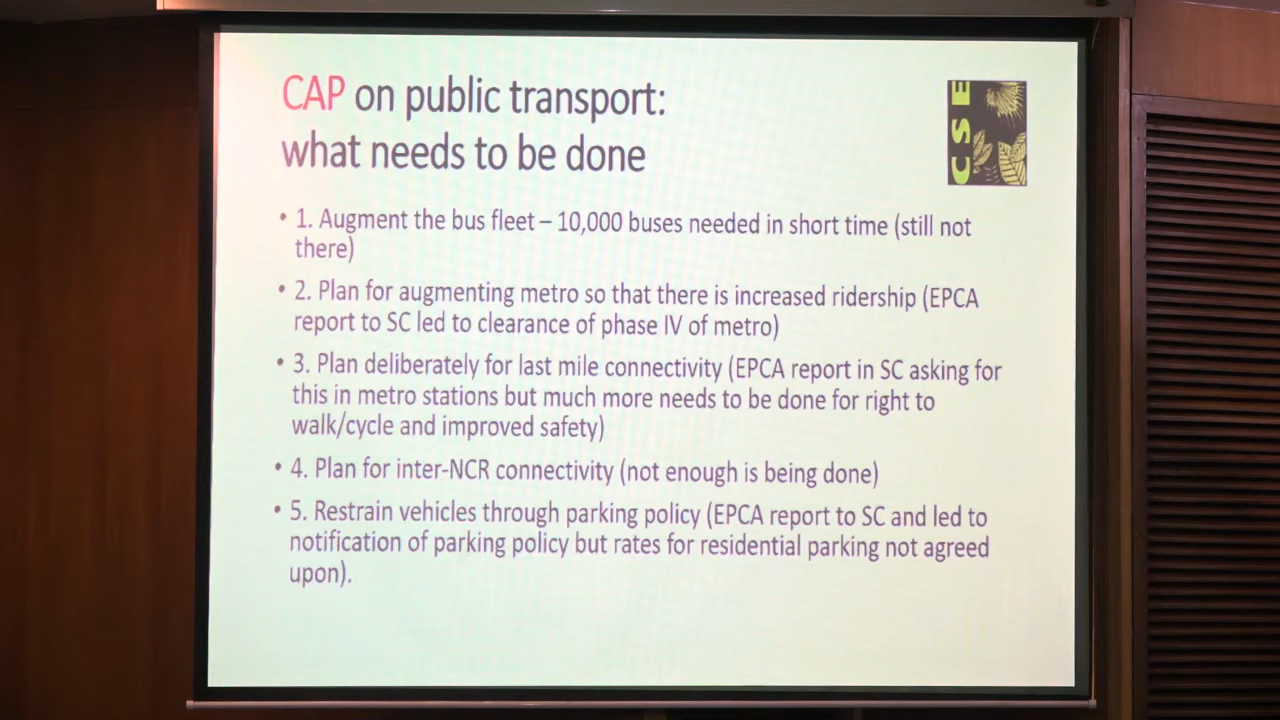 CAP on public transport:
what needs to be done
CSE
• 1. Augment the bus fleet – 10,000 buses needed in short time (still not
there)
• 2. Plan for augmenting metro so that there is increased ridership (EPCA
report to SC led to clearance of phase IV of metro)
• 3. Plan deliberately for last mile connectivity (EPCA report in SC asking for
this in metro stations but much more needs to be done for right to
walk/cycle and improved safety)
• 4. Plan for inter-NCR connectivity (not enough is being done)
• 5. Restrain vehicles through parking policy (EPCA report to SC and led to
notification of parking policy but rates for residential parking not agreed
upon).